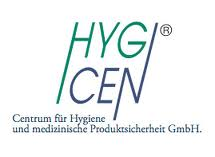 HYG®
CEN
Centrum für Hygiene
und medizinische Produktsicherheit GmbH.